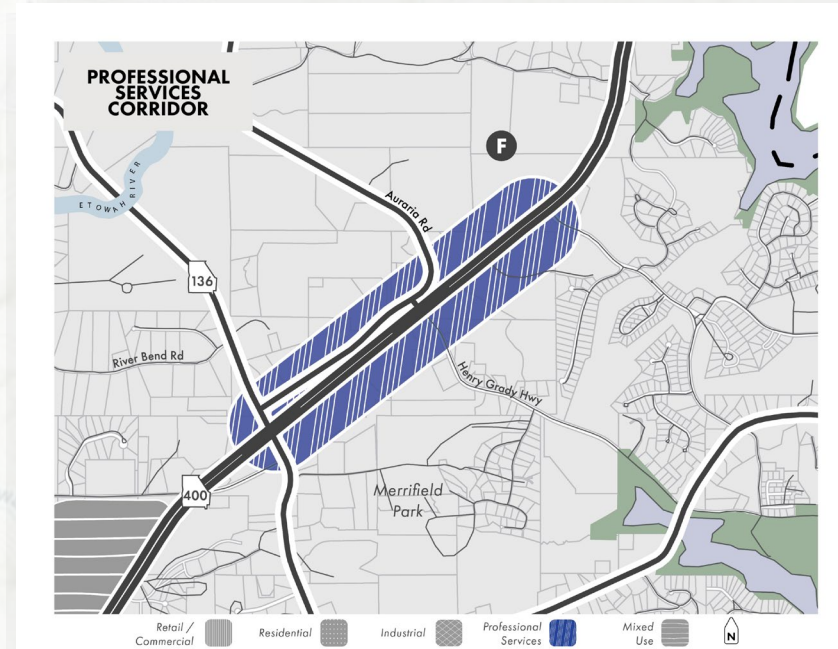 PROFESSIONAL
SERVICES
CORRIDOR
F
ETOWAH RIVER
Auraria Rd
136
River Bend Rd
Henry Grady Hwy
400
Merrifield
Park
Retail /
Commercial
Residential
Industrial
Professional
Services
Mixed
Use
N